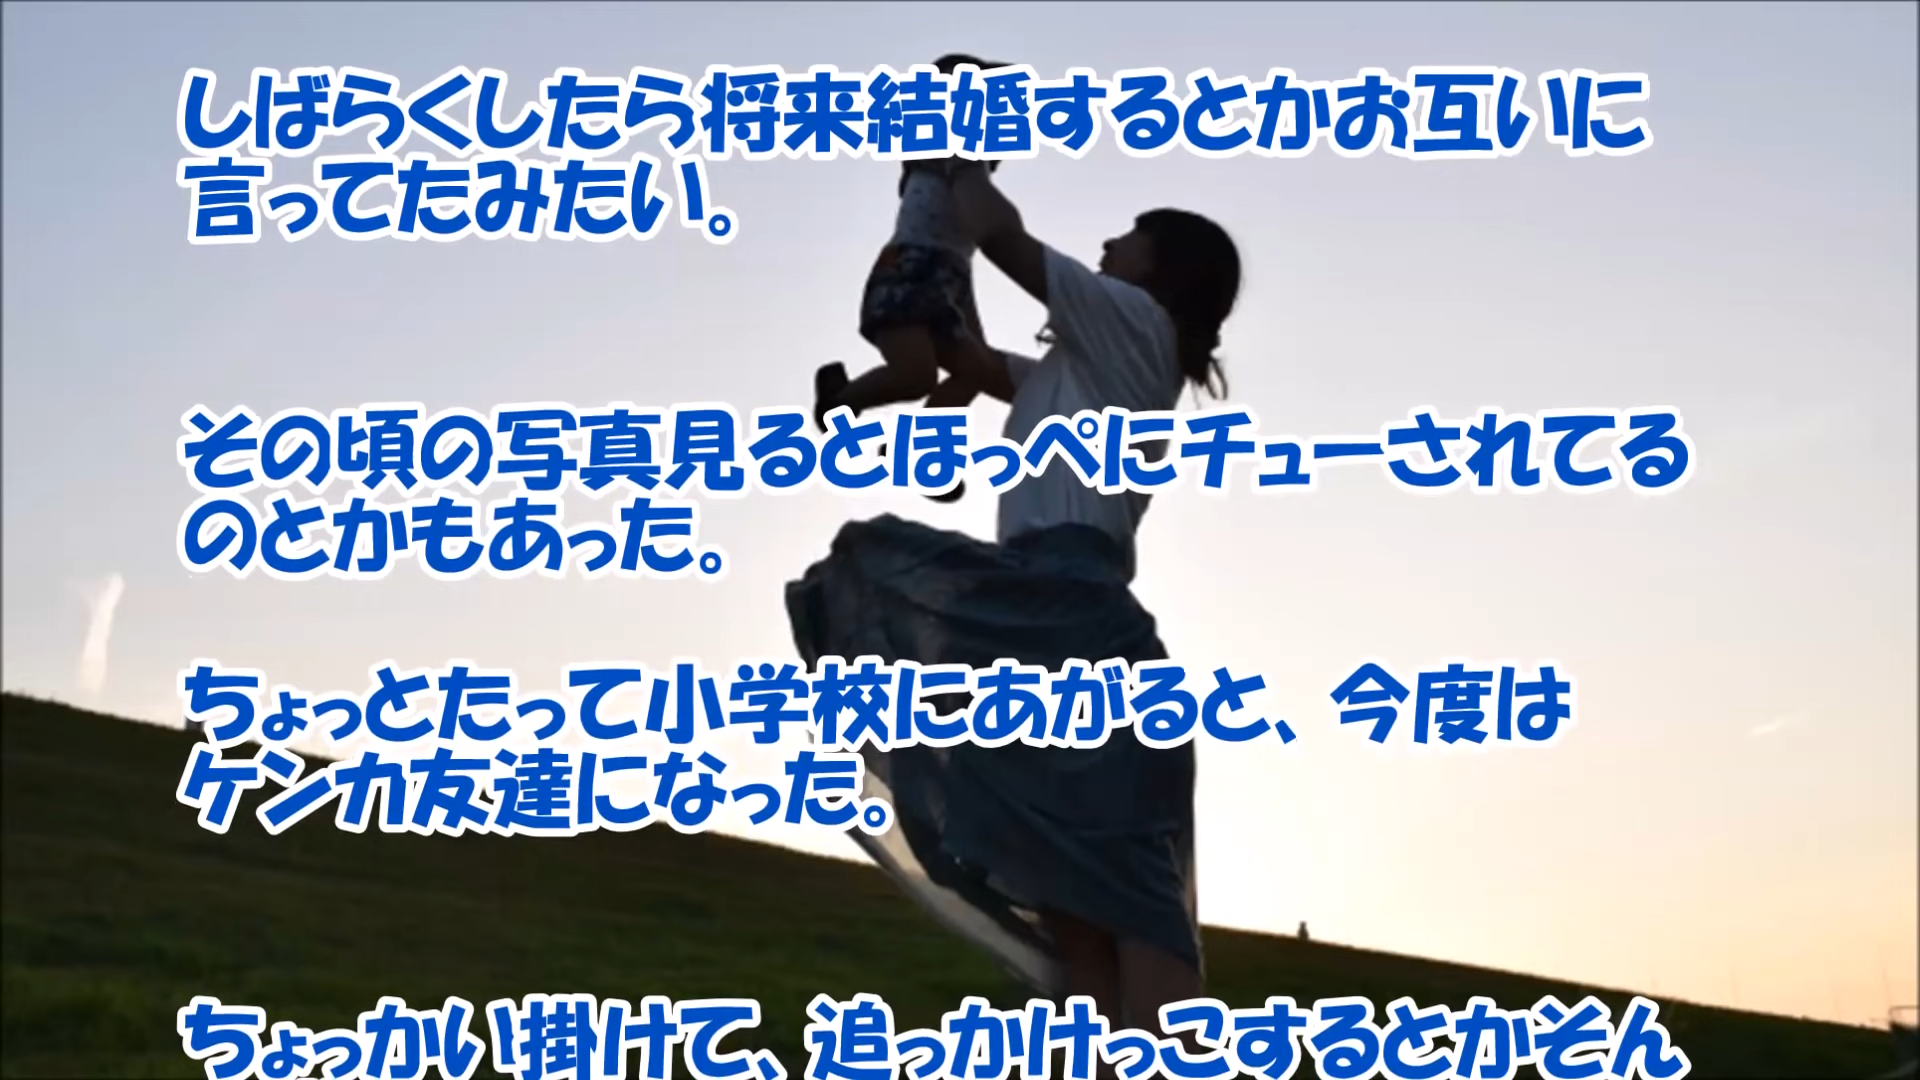 しばらくしたら将来結婚するとかお互いに
言ってたみたい。
その頃の写真見るとほっぺにチューされてる
のとかもあった。
ちょっとたって小学校にあがると、今度は
ケンカ友達になった。
ちょっかい掛けて、追っかけっこするとかそん